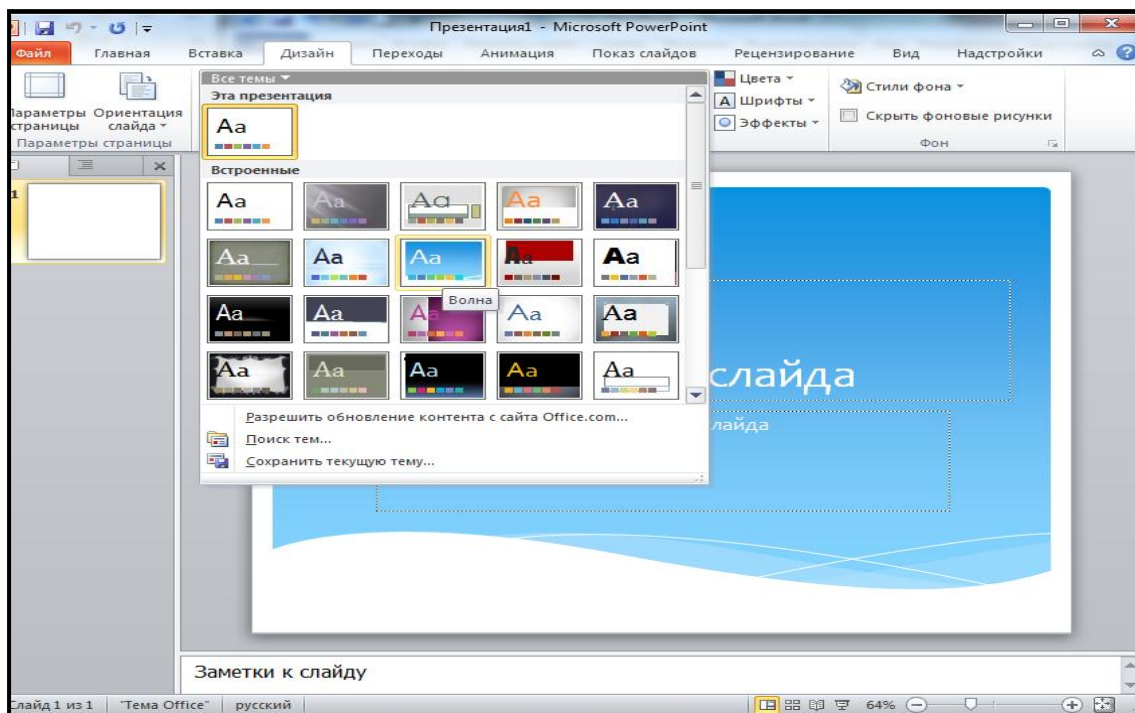 Презентация1 - Microsoft PowerPoint
Файл Главная Вставка Дизайн Переходы Анимация Показ слайдов Рецензирование Вид Надстройки
Все темы
Эта презентация
Aa
Встроенные
Aa Aa Aa Aa Aa
Aa Aa Aa Aa Aa
Волна
Aa Aa Aa Aa Aa
Aa Aa Aa Aa Aa
Разрешить обновление контента с сайта Office.com...
Поиск тем...
Сохранить текущую тему...
араметры страницы
Ориентация слайда
Параметры страницы
Цвета
Шрифты
Эффекты
Стили фона
Скрыть фоновые рисунки
Фон
1
слайда
лайда
Заметки к слайду
лайд 1 из 1 "Тема Office" русский 64%